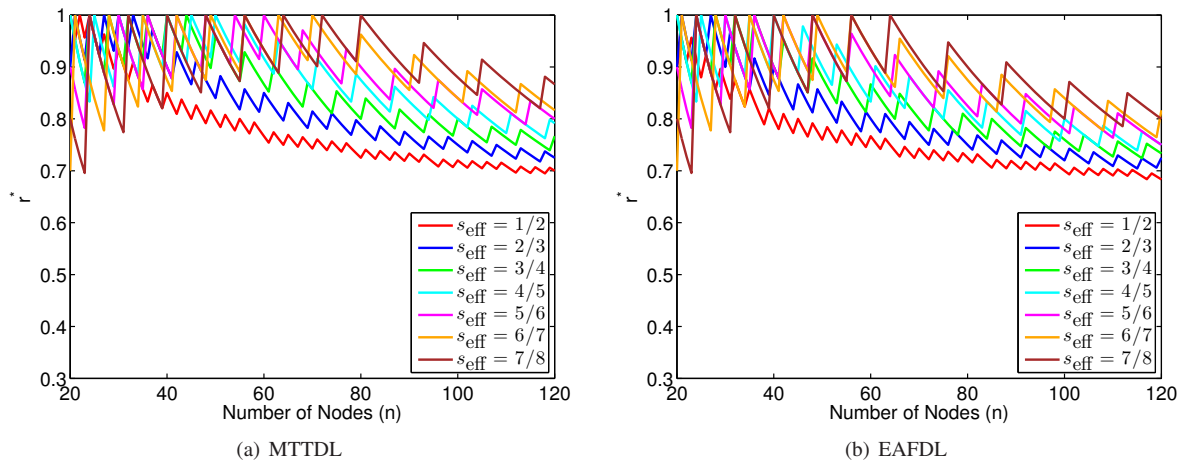 1
0.9
0.8
0.7
0.6
0.5
0.4
0.3
r*
20 40 60 80 100 120
Number of Nodes (n)
s_eff = 1/2
s_eff = 2/3
s_eff = 3/4
s_eff = 4/5
s_eff = 5/6
s_eff = 6/7
s_eff = 7/8
(a) MTTDL
1
0.9
0.8
0.7
0.6
0.5
0.4
0.3
r*
20 40 60 80 100 120
Number of Nodes (n)
s_eff = 1/2
s_eff = 2/3
s_eff = 3/4
s_eff = 4/5
s_eff = 5/6
s_eff = 6/7
s_eff = 7/8
(b) EAFDL